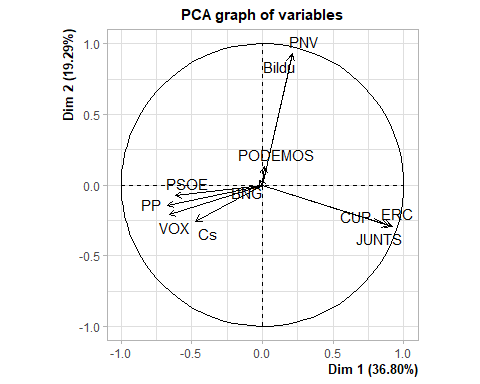 PCA graph of variables
Dim 2 (19.29%)
1.0
0.5
0.0
-0.5
-1.0
PNV
Bildu
PODEMOS
PSOE
BNG
PP
VOX
Cs
CUP
ERC
JUNTS
-1.0
-0.5
0.0
0.5
1.0
Dim 1 (36.80%)